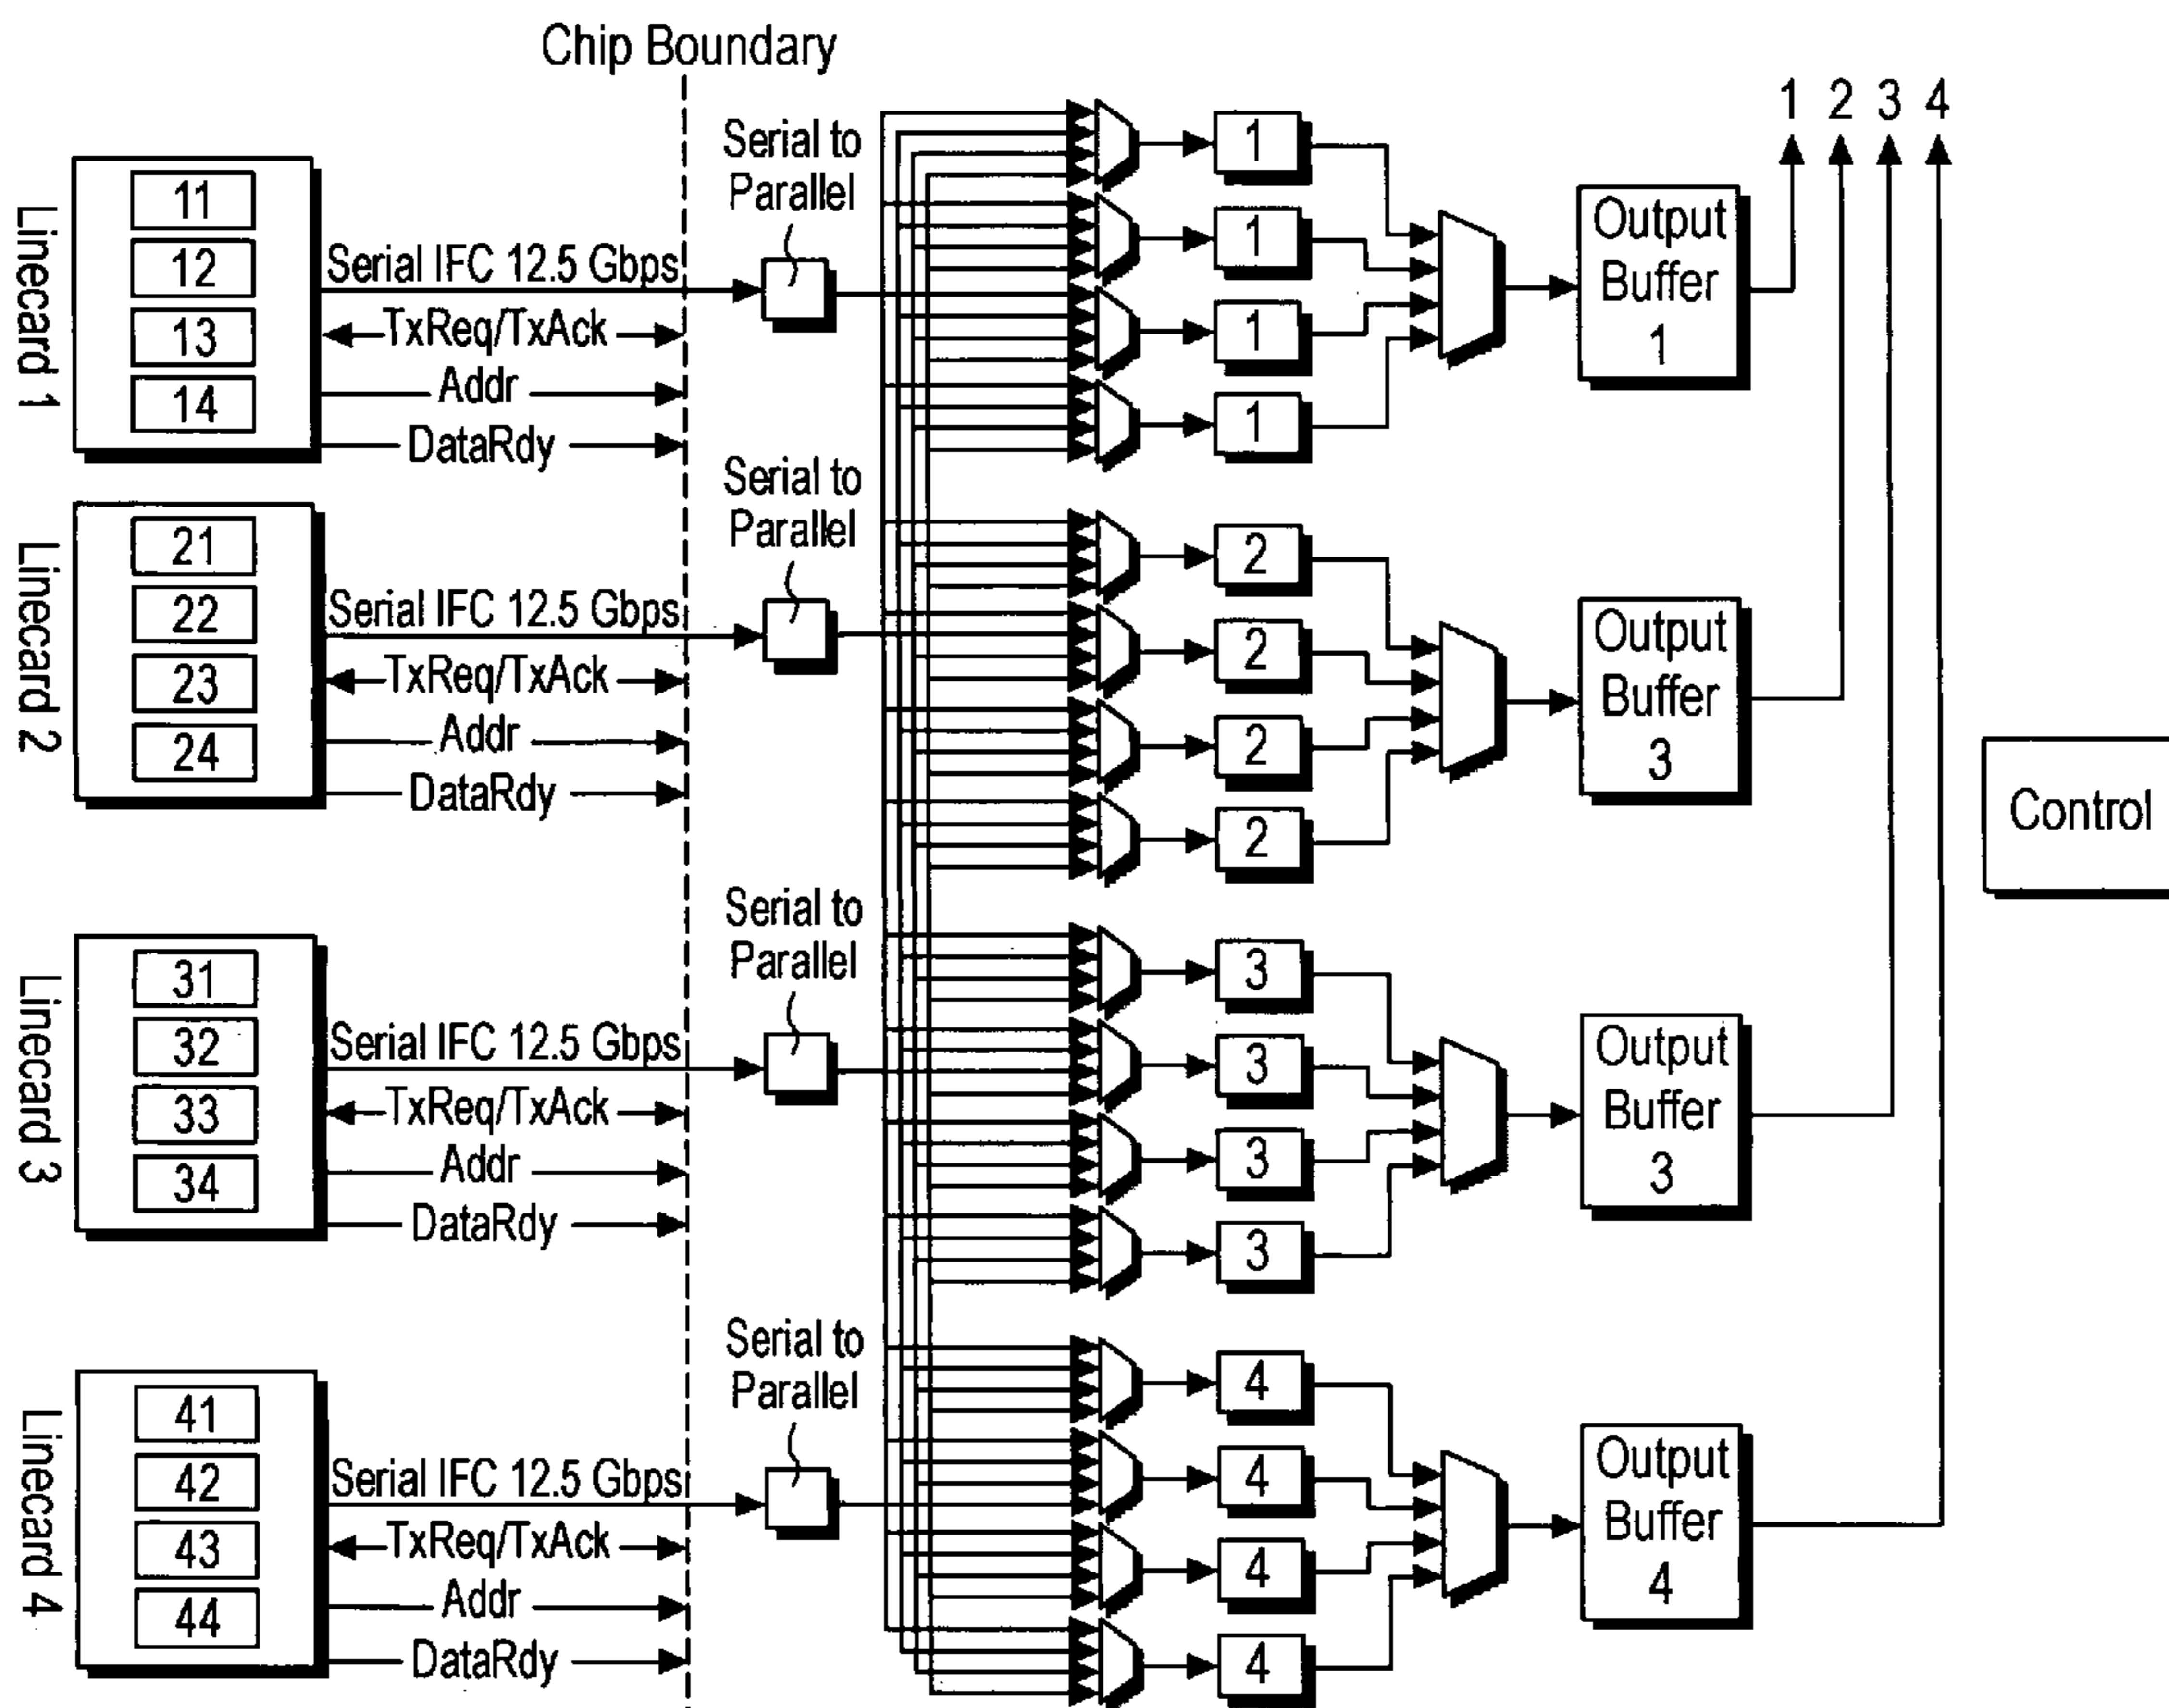 Chip Boundary
1 2 3 4
Linecard 1
11
12
13
14
Serial IFC 12.5 Gbps
TxReq/TxAck
Addr
DataRdy
Serial to
Parallel
1
1
1
1
Output
Buffer
1
Linecard 2
21
22
23
24
Serial IFC 12.5 Gbps
TxReq/TxAck
Addr
DataRdy
Serial to
Parallel
2
2
2
2
Output
Buffer
3
Control
Linecard 3
31
32
33
34
Serial IFC 12.5 Gbps
TxReq/TxAck
Addr
DataRdy
Serial to
Parallel
3
3
3
3
Output
Buffer
3
Linecard 4
41
42
43
44
Serial IFC 12.5 Gbps
TxReq/TxAck
Addr
DataRdy
Serial to
Parallel
4
4
4
4
Output
Buffer
4